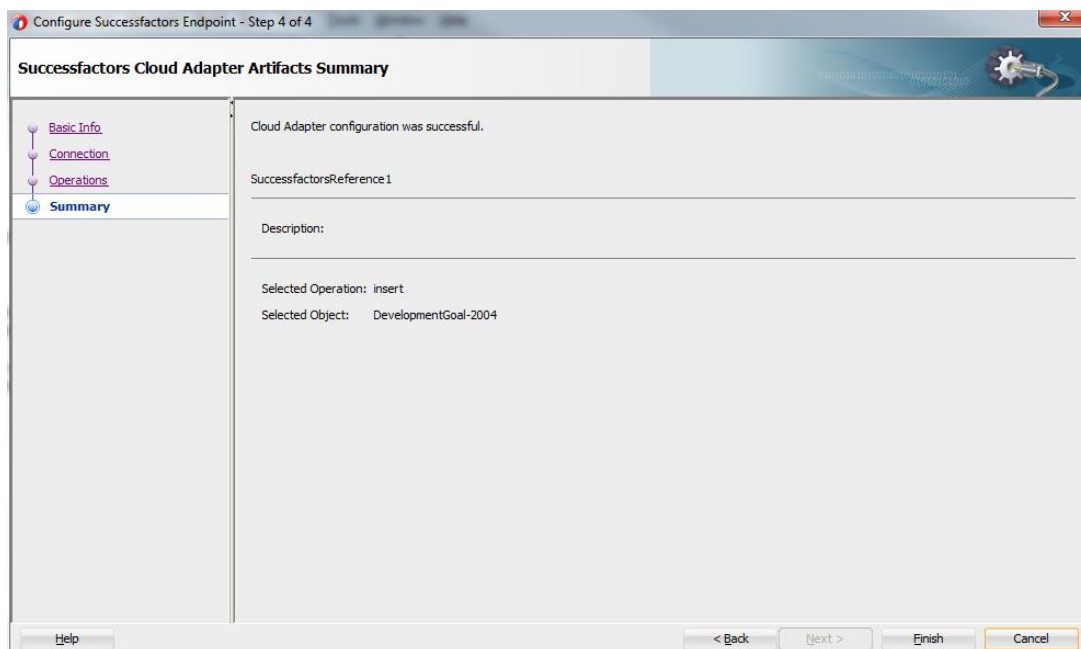 Configure Successfactors Endpoint - Step 4 of 4
Successfactors Cloud Adapter Artifacts Summary
Basic Info
Connection
Operations
Summary
Cloud Adapter configuration was successful.
SuccessfactorsReference1
Description:
Selected Operation: insert
Selected Object: DevelopmentGoal-2004
Help
< Back
Next >
Finish
Cancel